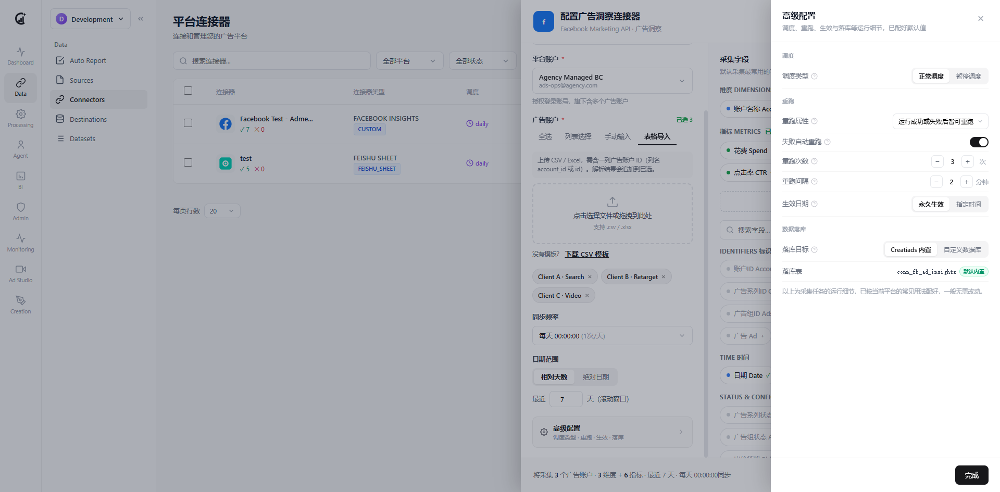 Dashboard
Data
Processing
Agent
BI
Admin
Monitoring
Ad Studio
Creation
D Development
Data
Auto Report
Sources
Connectors
Destinations
Datasets
平台连接器
连接和管理您的广告平台
搜索连接器...
全部平台
全部状态
连接器
连接器类型
调度
Facebook Test - Adme...
✓ 7 ✕ 0
FACEBOOK INSIGHTS
CUSTOM
daily
test
✓ 5 ✕ 0
FEISHU SHEET
FEISHU_SHEET
daily
每页行数 20
f
配置广告洞察连接器
Facebook Marketing API · 广告洞察
平台账户 *
Agency Managed BC
ads-ops@agency.com
授权登录账号，旗下含多个广告账户
广告账户 * 已选 3
全选 列表选择 手动输入 表格导入
上传 CSV / Excel，需含一列广告账户 ID（列名
account_id 或 id）。解析结果会追加到已选。
点击选择文件或拖拽到此处
支持 .csv / .xlsx
没有模板？ 下载 CSV 模板
Client A · Search ×
Client B · Retarget ×
Client C · Video ×
同步频率
每天 00:00:00 (1次/天)
日期范围
相对天数 绝对日期
最近 7 天（滚动窗口）
高级配置
调度类型 · 重跑 · 生效 · 落库
将采集 3 个广告账户 · 3 维度 + 6 指标 · 最近 7 天 · 每天 00:00:00同步
采集字段
默认采集最常用的
维度 DIMENSION
账户名称 Acc
指标 METRICS 已
花费 Spend
点击率 CTR
搜索字段...
IDENTIFIERS 标识
账户ID Accou
广告系列ID
广告组ID Ads
广告 Ad +
TIME 时间
日期 Date ✓
STATUS & CONFI
广告系列状态
广告组状态
高级配置
调度、重跑、生效与落库等运行细节，已配好默认值
调度
调度类型 正常调度 暂停调度
重跑
重跑属性 运行成功或失败后皆可重跑
失败自动重跑
重跑次数 − 3 + 次
重跑间隔 − 2 + 分钟
生效日期 永久生效 指定时间
数据落库
落库目标 Creatiads 内置 自定义数据库
落库表 conn_fb_ad_insights 默认内置
以上为采集任务的运行细节，已按当前平台的常见用法配好，一般无需改动。
完成